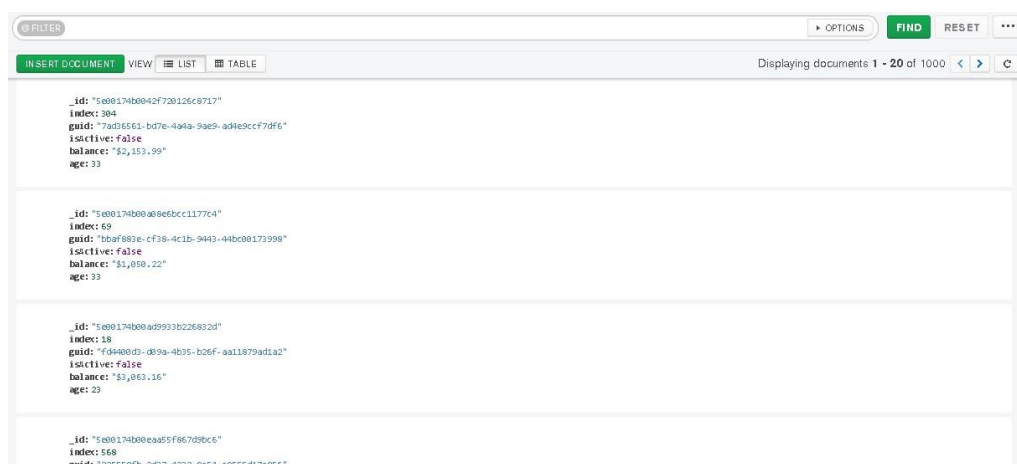 FILTER
OPTIONS
FIND
RESET
INSERT DOCUMENT
VIEW
LIST
TABLE
Displaying documents 1 - 20 of 1000
_id: "5e00174b0042f720126c8717"
index: 304
guid: "7ad36561-bd7e-4a4a-9ae9-ad4e9ccf7df6"
isActive: false
balance: "$2,153.99"
age: 33
_id: "5e00174b00a08e6bcc1177c4"
index: 69
guid: "bbaf883e-cf38-4c1b-9443-44bc00173998"
isActive: false
balance: "$1,050.22"
age: 33
_id: "5e00174b00ad9933b226832d"
index: 18
guid: "fd4400d3-d09a-4b35-b26f-aa11879ad1a2"
isActive: false
balance: "$3,063.16"
age: 23
_id: "5e00174b00eaa55f867d9bc6"
index: 568